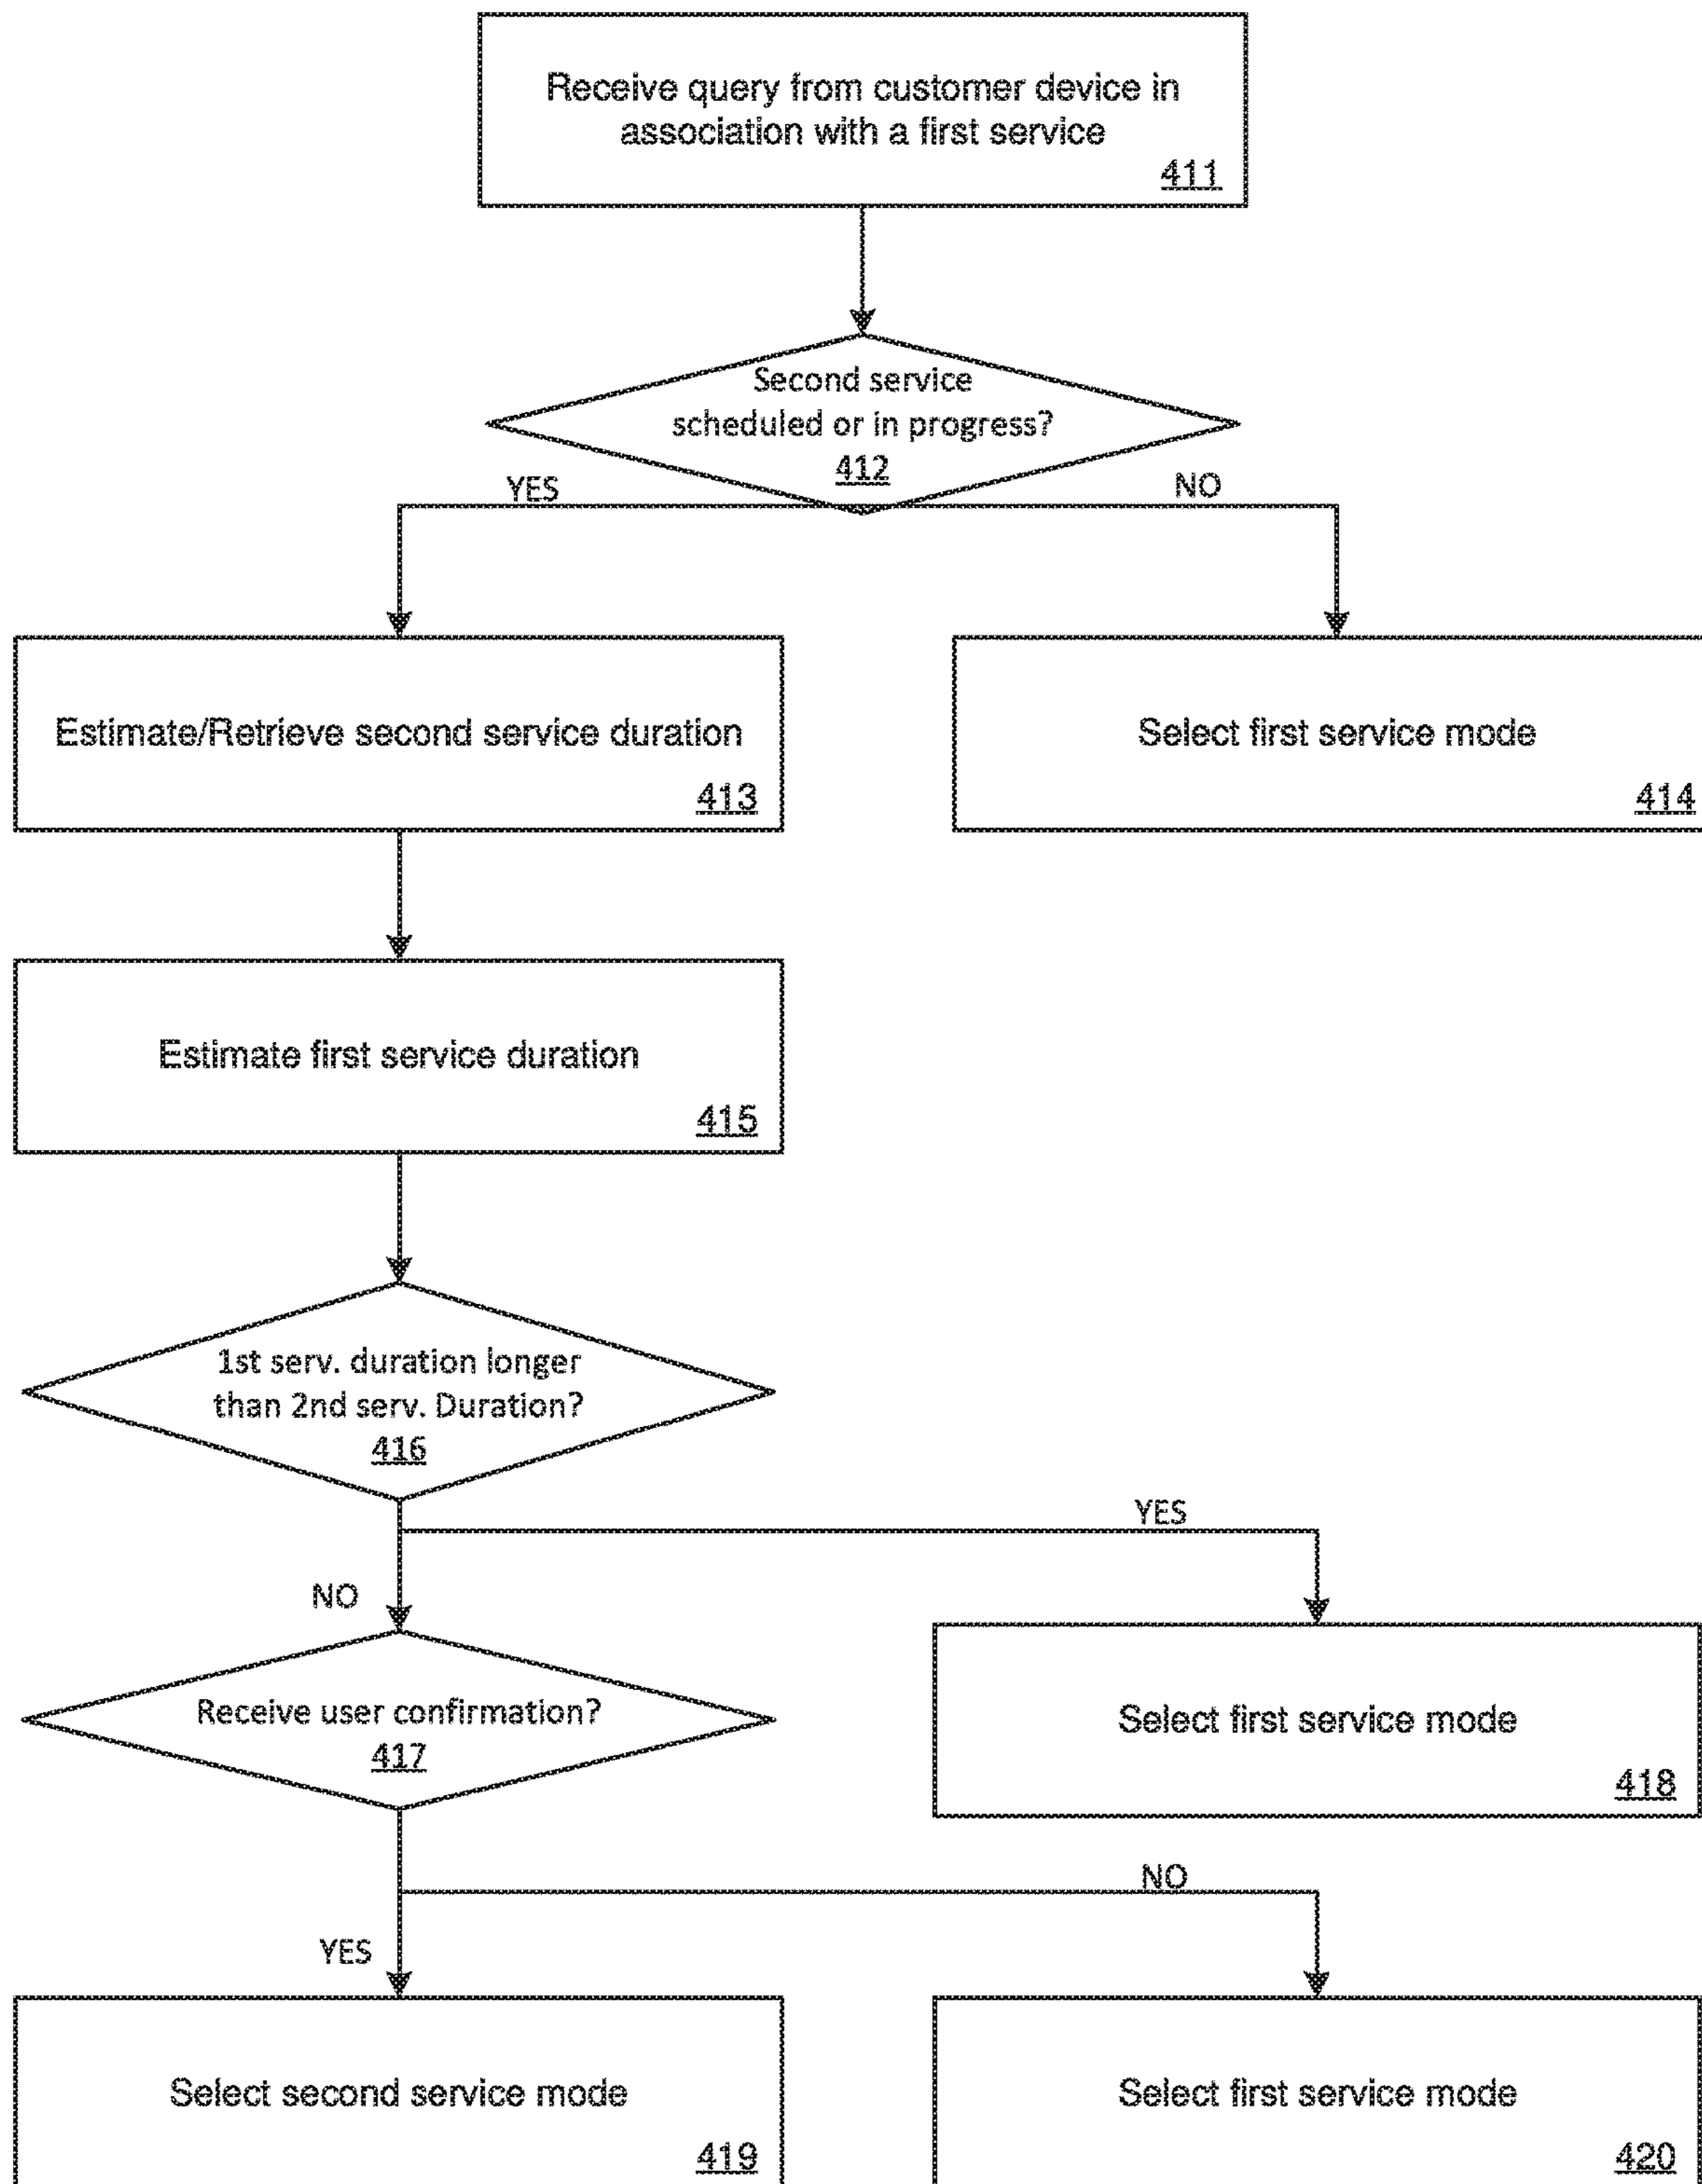 Receive query from customer device in
association with a first service
411
Second service
scheduled or in progress?
412
YES
NO
Estimate/Retrieve second service duration
413
Select first service mode
414
Estimate first service duration
415
1st serv. duration longer
than 2nd serv. Duration?
416
YES
NO
Receive user confirmation?
417
Select first service mode
418
NO
YES
Select second service mode
419
Select first service mode
420